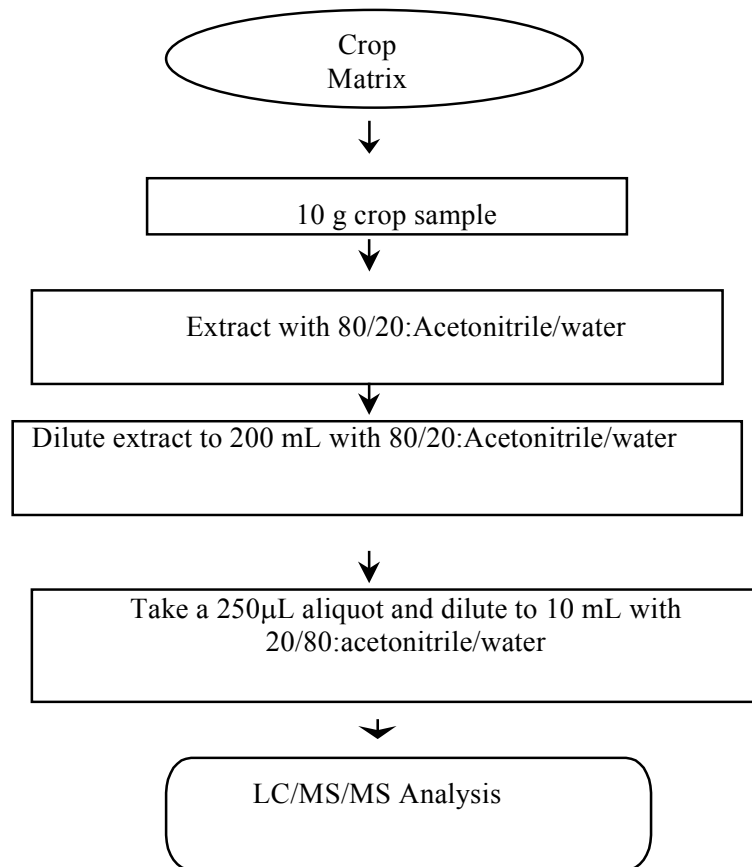 Crop
Matrix
10 g crop sample
Extract with 80/20:Acetonitrile/water
Dilute extract to 200 mL with 80/20:Acetonitrile/water
Take a 250μL aliquot and dilute to 10 mL with
20/80:acetonitrile/water
LC/MS/MS Analysis